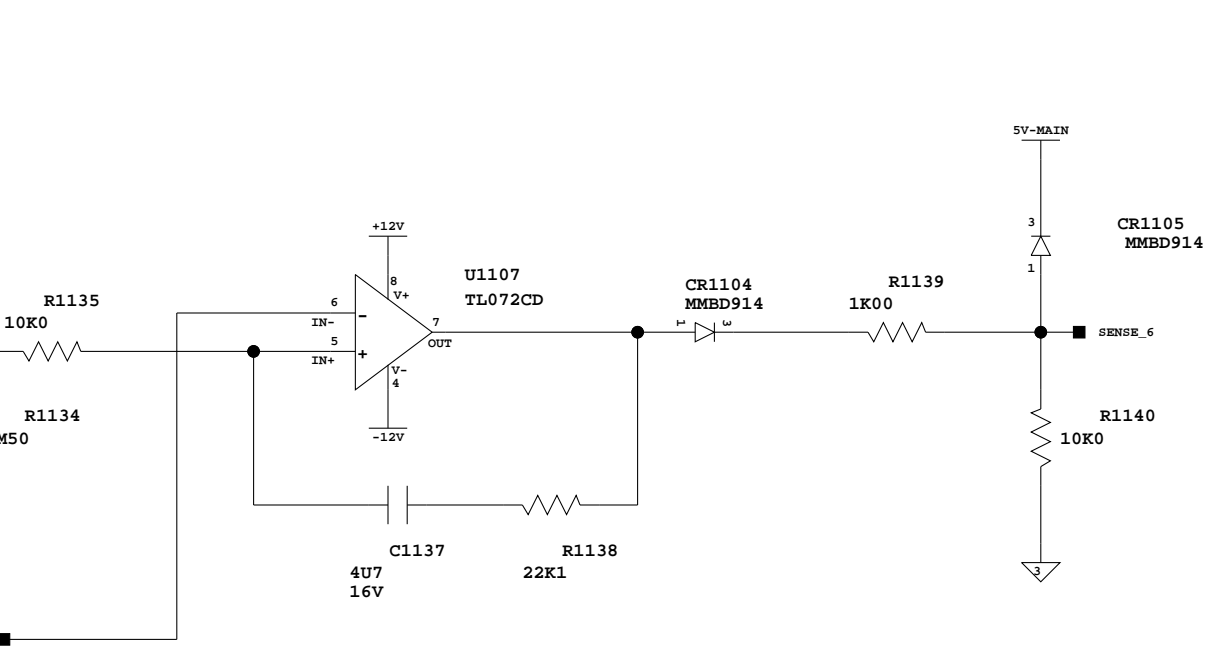 5V-MAIN
3
CR1105
MMBD914
1
+12V
8
V+
U1107
TL072CD
R1135
10K0
6
IN-
-
5
IN+
+
7
OUT
V-
4
-12V
CR1104
MMBD914
1
3
R1139
1K00
SENSE_6
R1134
M50
R1140
10K0
C1137
4U7
16V
R1138
22K1
3